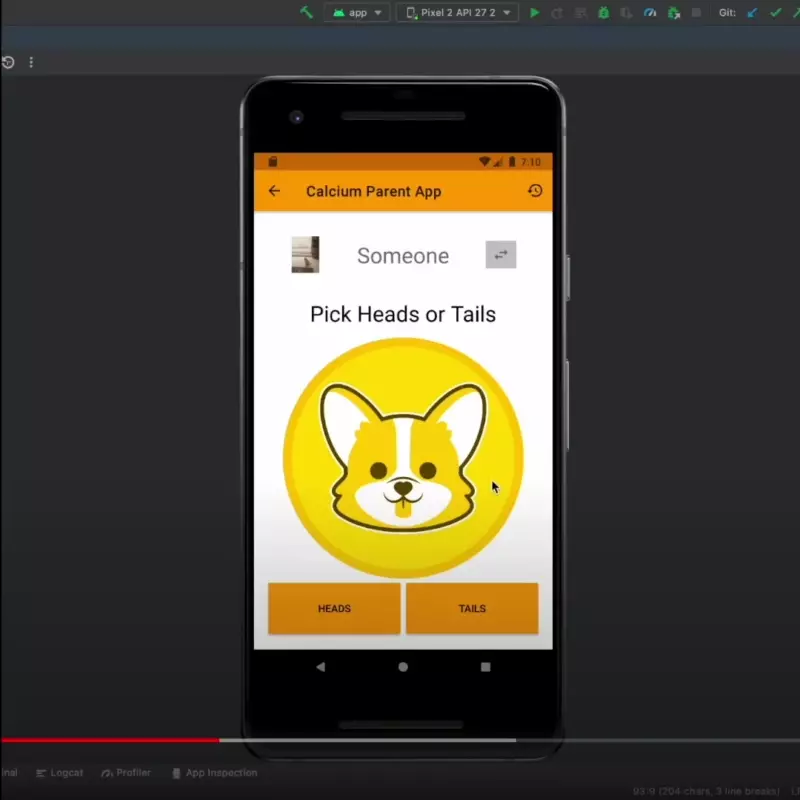 app
Pixel 2 API 27 2
Git:
7:10
Calcium Parent App
Someone
Pick Heads or Tails
HEADS
TAILS
inal
Logcat
Profiler
App Inspection
93:9 (204 chars, 3 line breaks)